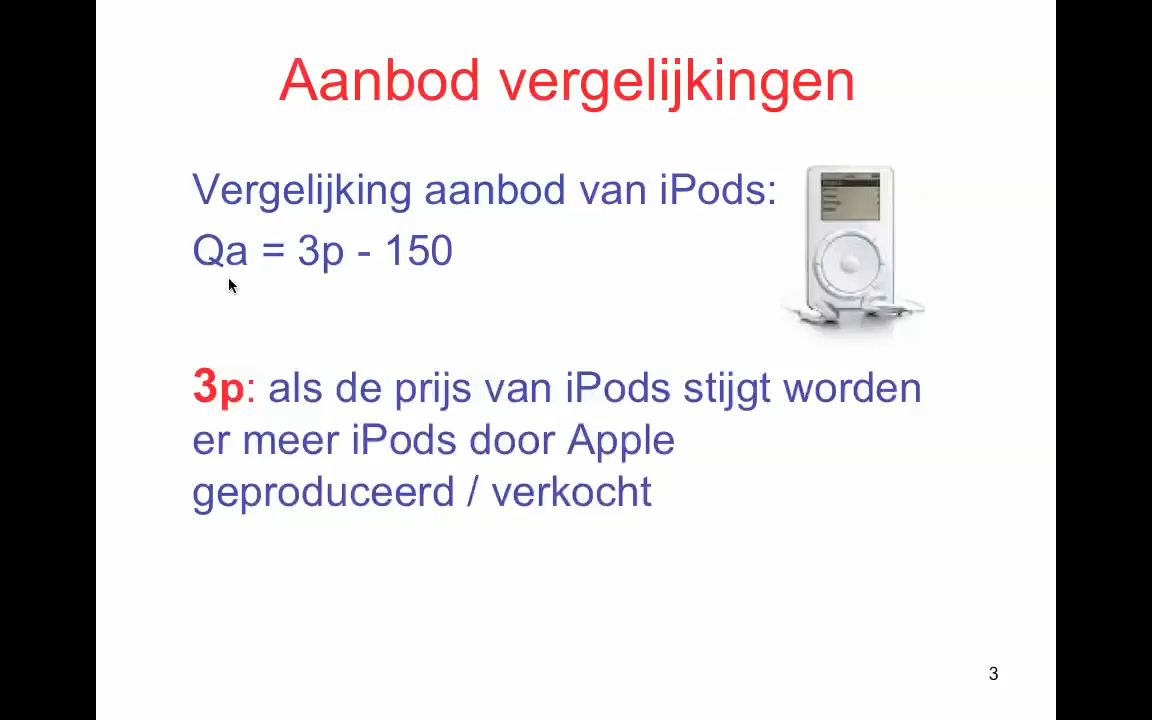 Aanbod vergelijkingen
Vergelijking aanbod van iPods:
Qa = 3p - 150
3p: als de prijs van iPods stijgt worden
er meer iPods door Apple
geproduceerd / verkocht
3